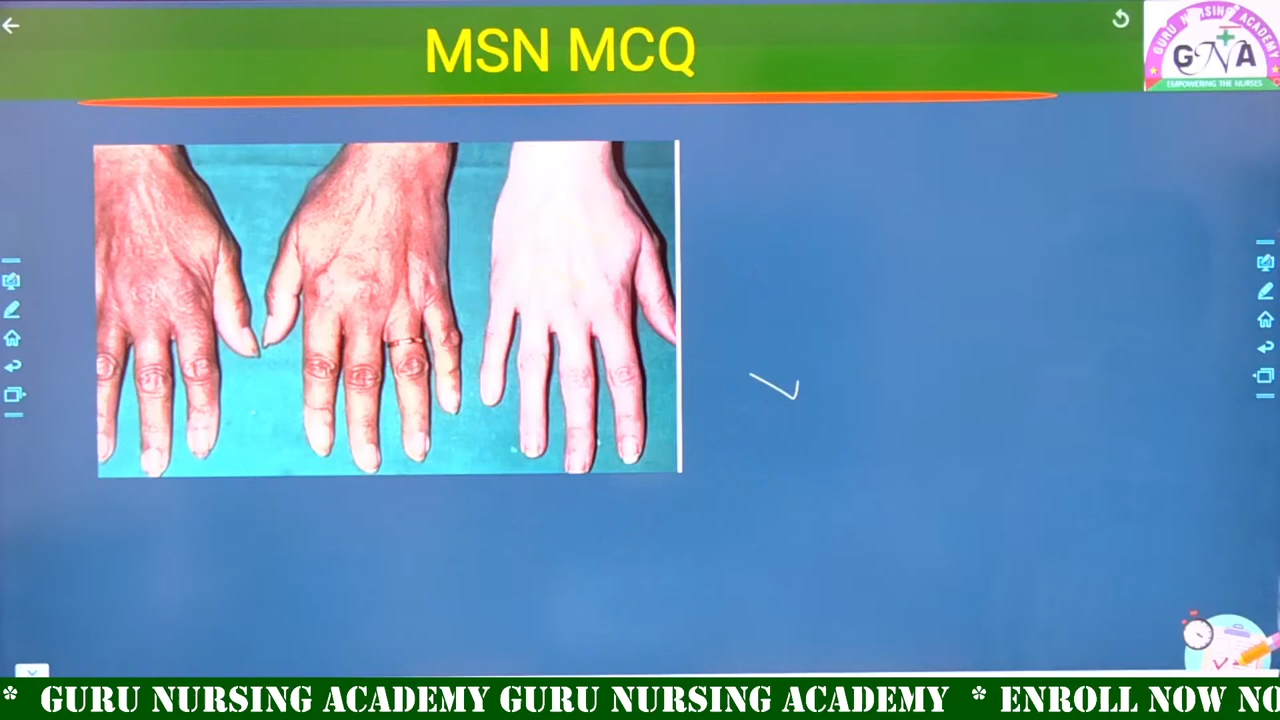 MSN MCQ
GURU NURSING ACADEMY
GNA
EMPOWERING THE NURSES
* GURU NURSING ACADEMY GURU NURSING ACADEMY * ENROLL NOW NO